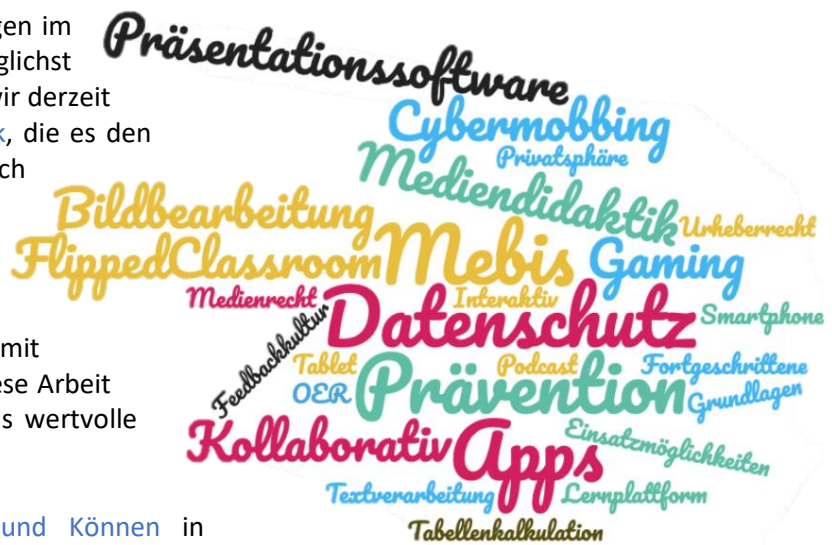 gen im
glichst
wir derzeit
k, die es den
ch
mit
ese Arbeit
s wertvolle
und Können in
Präsentationssoftware
Cybermobbing
Privatsphäre
Mediendidaktik
Urheberrecht
Bildbearbeitung
FlippedClassroom Mebis Gaming
Medienrecht Interaktiv
Datenschutz Smartphone
Feedbackkultur
Tablet Podcast Fortgeschrittene
OER Prävention Grundlagen
Kollaborativ Apps Einsatzmöglichkeiten
Textverarbeitung Lernplattform
Tabellenkalkulation